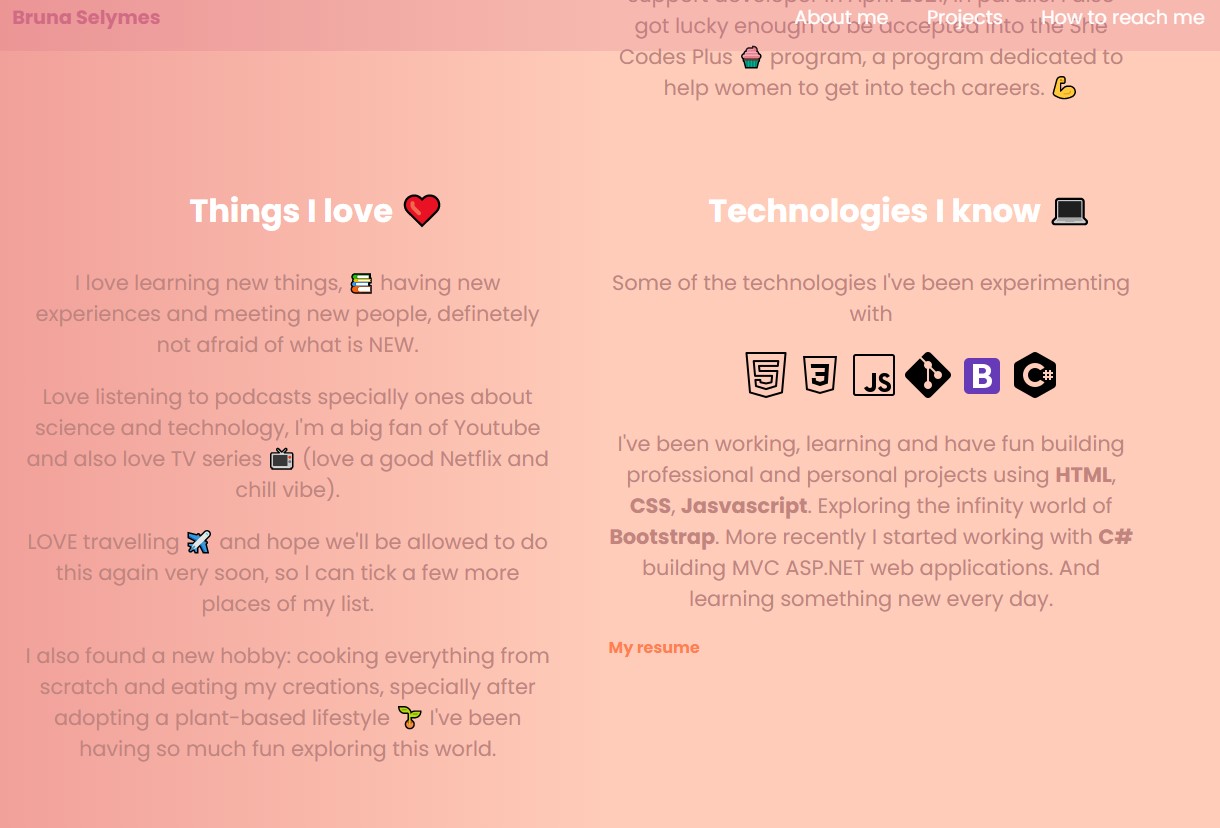 Bruna Selymes
About me Projects How to reach me
support developer in April 2021, in parallel I also
got lucky enough to be accepted into the She
Codes Plus 🧁 program, a program dedicated to
help women to get into tech careers. 💪
Things I love ❤️
I love learning new things, 📚 having new
experiences and meeting new people, definetely
not afraid of what is NEW.
Love listening to podcasts specially ones about
science and technology, I'm a big fan of Youtube
and also love TV series 📺 (love a good Netflix and
chill vibe).
LOVE travelling ✈️ and hope we'll be allowed to do
this again very soon, so I can tick a few more
places of my list.
I also found a new hobby: cooking everything from
scratch and eating my creations, specially after
adopting a plant-based lifestyle 🌱 I've been
having so much fun exploring this world.
Technologies I know 💻
Some of the technologies I've been experimenting
with
5 3 JS B C#
I've been working, learning and have fun building
professional and personal projects using HTML,
CSS, Jasvascript. Exploring the infinity world of
Bootstrap. More recently I started working with C#
building MVC ASP.NET web applications. And
learning something new every day.
My resume